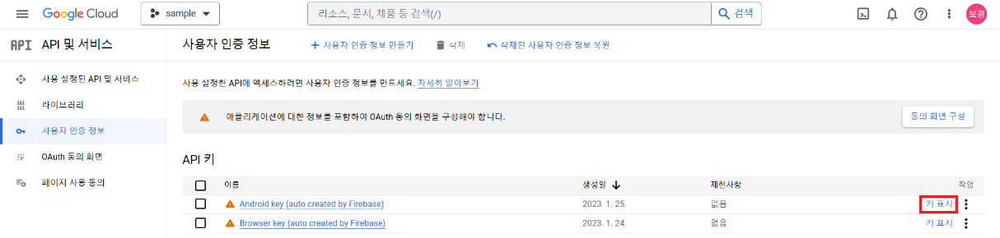 Google Cloud sample 리소스, 문서, 제품 등 검색(/) 검색 보경
API API 및 서비스
사용자 인증 정보 + 사용자 인증 정보 만들기 삭제 삭제된 사용자 인증 정보 복원
사용 설정된 API 및 서비스
라이브러리
사용자 인증 정보
OAuth 동의 화면
페이지 사용 동의
사용 설정한 API에 액세스하려면 사용자 인증 정보를 만드세요. 자세히 알아보기
애플리케이션에 대한 정보를 포함하여 OAuth 동의 화면을 구성해야 합니다. 동의 화면 구성
API 키
이름 생성일 제한사항 작업
Android key (auto created by Firebase) 2023. 1. 25. 없음 키 표시
Browser key (auto created by Firebase) 2023. 1. 24. 없음 키 표시